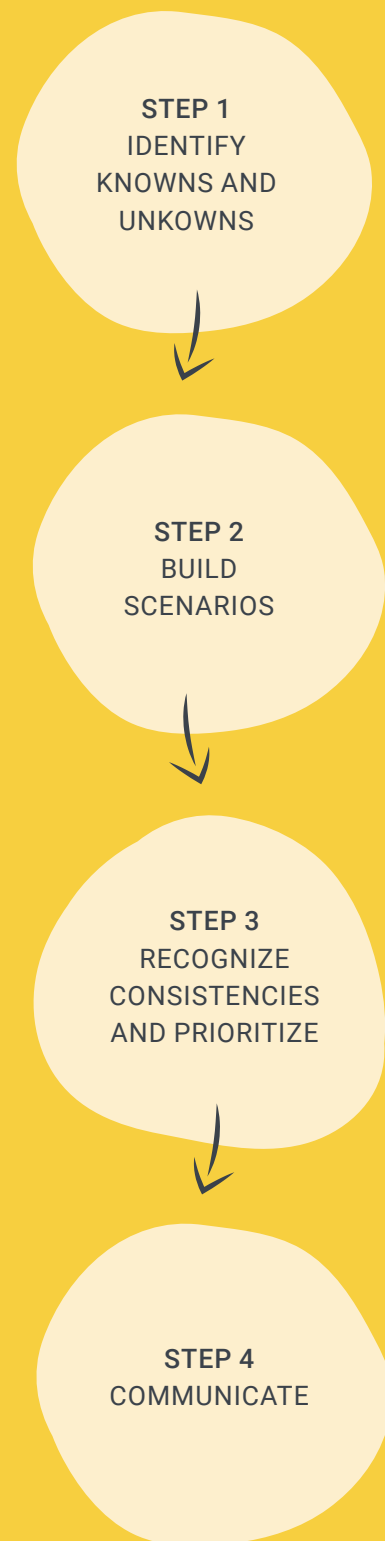 STEP 1
IDENTIFY
KNOWNS AND
UNKOWNS
STEP 2
BUILD
SCENARIOS
STEP 3
RECOGNIZE
CONSISTENCIES
AND PRIORITIZE
STEP 4
COMMUNICATE